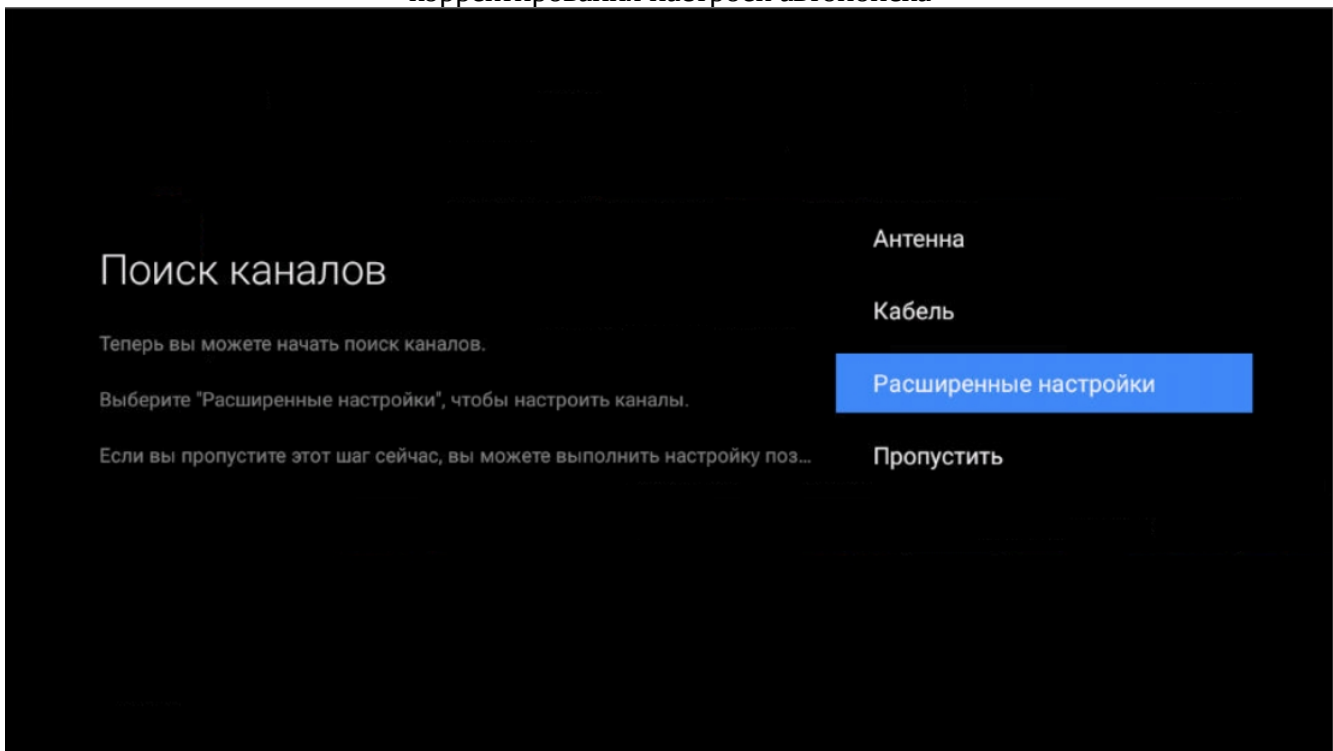 Поиск каналов
Теперь вы можете начать поиск каналов.
Выберите "Расширенные настройки", чтобы настроить каналы.
Если вы пропустите этот шаг сейчас, вы можете выполнить настройку поз...
Антенна
Кабель
Расширенные настройки
Пропустить